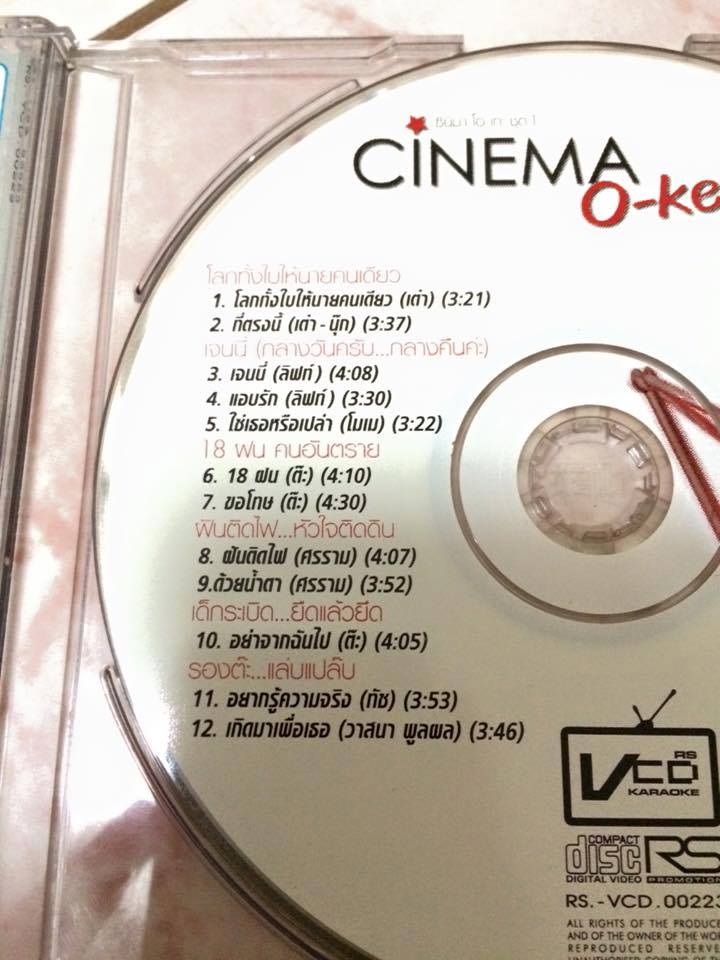 ซีนีมา โอ เกะ ชุด 1
CiNEMA
O-ke
โลกทั้งใบให้นายคนเดียว
1. โลกทั้งใบให้นายคนเดียว (เต๋า) (3:21)
2. ที่ตรงนี้ (เต๋า - นุ๊ก) (3:37)
เจนนี่ (กลางวันครับ...กลางคืนค่ะ)
3. เจนนี่ (ลิฟท์) (4:08)
4. แอบรัก (ลิฟท์) (3:30)
5. ใช่เธอหรือเปล่า (โมเม) (3:22)
18 ฝน คนอันตราย
6. 18 ฝน (ต๊ะ) (4:10)
7. ขอโทษ (ต๊ะ) (4:30)
ฝันติดไฟ...หัวใจติดดิน
8. ฝันติดไฟ (ศรราม) (4:07)
9.ด้วยน้ำตา (ศรราม) (3:52)
เด็กระเบิด...ยืดแล้วยึด
10. อย่าจากฉันไป (ต๊ะ) (4:05)
รองต๊ะ...แล่บแปล๊บ
11. อยากรู้ความจริง (ทัช) (3:53)
12. เกิดมาเพื่อเธอ (วาสนา พูลผล) (3:46)
RS
VCD
KARAOKE
COMPACT
disc RS
DIGITAL VIDEO PROMOTION
RS.-VCD.00223
ALL RIGHTS OF THE PRODUCE
AND OF THE OWNER OF THE WOR
REPRODUCED RESERVE